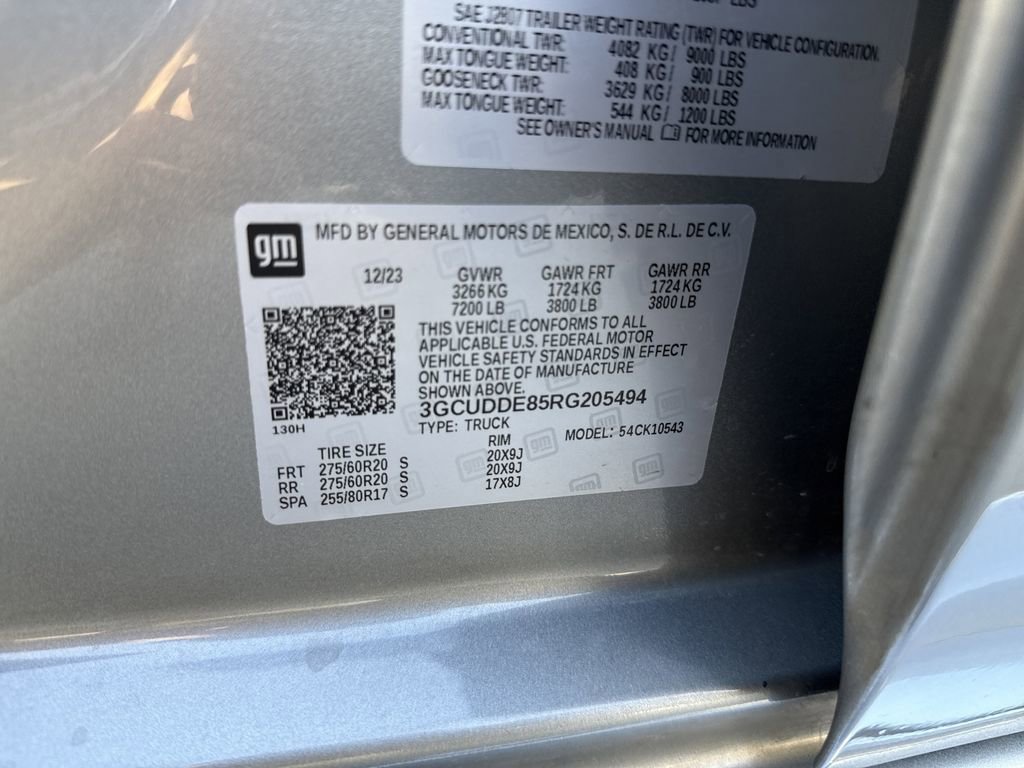 LBS
SAE J2807 TRAILER WEIGHT RATING (TWR) FOR VEHICLE CONFIGURATION.
CONVENTIONAL TWR: 4082 KG/ 9000 LBS
MAX TONGUE WEIGHT: 408 KG/ 900 LBS
GOOSENECK TWR: 3629 KG/ 8000 LBS
MAX TONGUE WEIGHT: 544 KG/ 1200 LBS
SEE OWNER'S MANUAL FOR MORE INFORMATION
gm MFD BY GENERAL MOTORS DE MEXICO, S. DE R.L. DE C.V.
12/23 GVWR GAWR FRT GAWR RR
3266 KG 1724 KG 1724 KG
7200 LB 3800 LB 3800 LB
THIS VEHICLE CONFORMS TO ALL
APPLICABLE U.S. FEDERAL MOTOR
VEHICLE SAFETY STANDARDS IN EFFECT
ON THE DATE OF MANUFACTURE
SHOWN ABOVE.
3GCUDDE85RG205494
130H
TYPE: TRUCK MODEL: 54CK10543
TIRE SIZE RIM
FRT 275/60R20 S 20X9J
RR 275/60R20 S 20X9J
SPA 255/80R17 S 17X8J